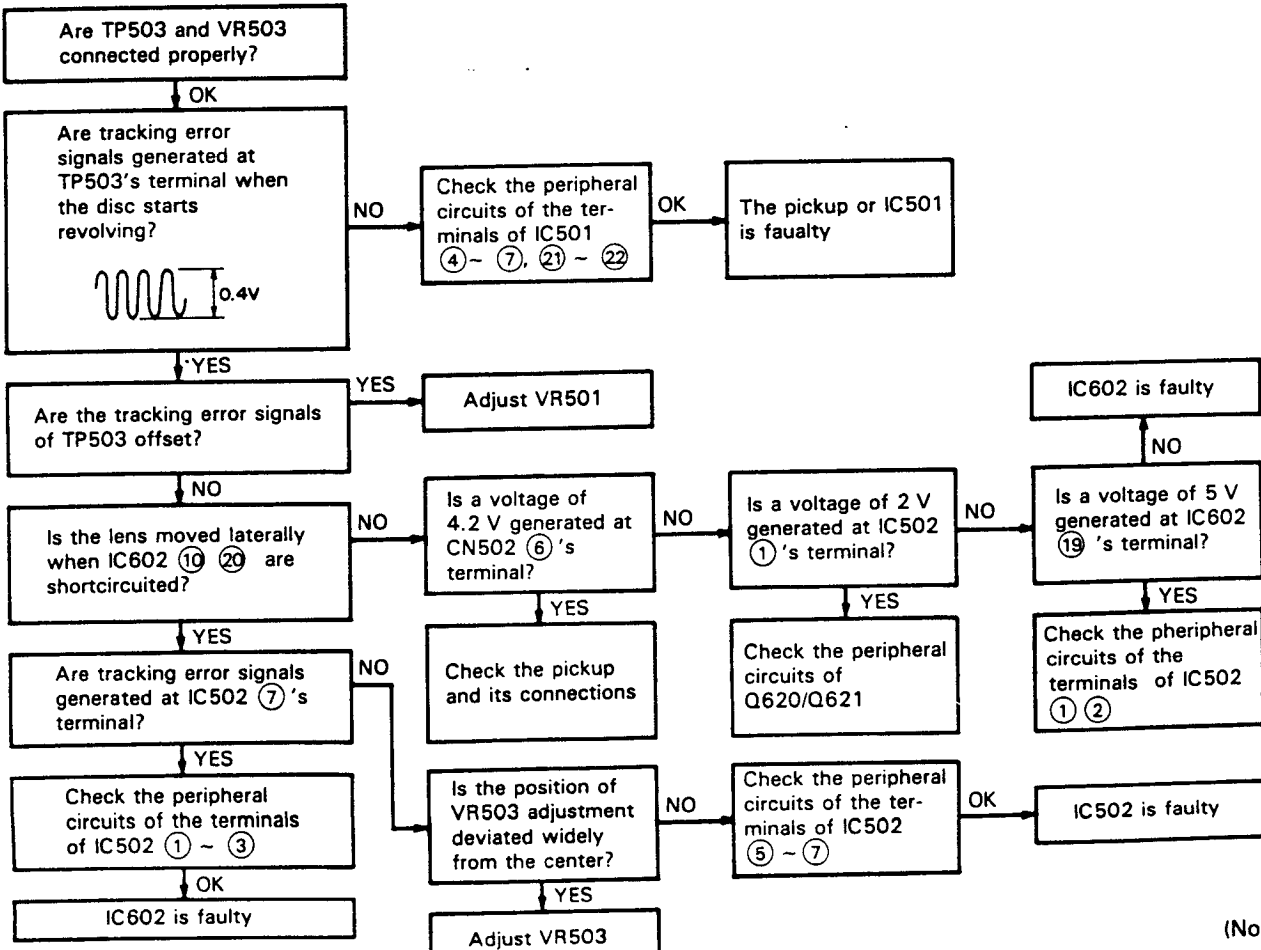 Are TP503 and VR503
connected properly?
OK
Are tracking error
signals generated at
TP503's terminal when
the disc starts
revolving?
0.4V
NO
Check the peripheral
circuits of the ter-
minals of IC501
④ ~ ⑦, ㉑ ~ ㉒
OK
The pickup or IC501
is faualty
YES
Are the tracking error signals
of TP503 offset?
YES
Adjust VR501
NO
Is the lens moved laterally
when IC602 ⑩ ⑳ are
shortcircuited?
NO
Is a voltage of
4.2 V generated at
CN502 ⑥ 's
terminal?
NO
Is a voltage of 2 V
generated at IC502
① 's terminal?
NO
Is a voltage of 5 V
generated at IC602
⑲ 's terminal?
NO
IC602 is faulty
YES
Check the pickup
and its connections
YES
Check the peripheral
circuits of
Q620/Q621
YES
Check the pheripheral
circuits of the
terminals of IC502
① ②
YES
Are tracking error signals
generated at IC502 ⑦ 's
terminal?
NO
Is the position of
VR503 adjustment
deviated widely
from the center?
NO
Check the peripheral
circuits of the ter-
minals of IC502
⑤ ~ ⑦
OK
IC502 is faulty
YES
Adjust VR503
YES
Check the peripheral
circuits of the terminals
of IC502 ① ~ ③
OK
IC602 is faulty
(No